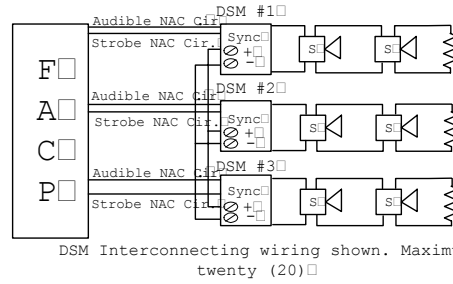 DSM #1
Audible NAC Cir.
Strobe NAC Cir.
Sync
+
-
S
S
F
A
C
P
DSM #2
Audible NAC Cir.
Strobe NAC Cir.
Sync
+
-
S
S
DSM #3
Audible NAC Cir.
Strobe NAC Cir.
Sync
+
-
S
S
DSM Interconnecting wiring shown.
twenty (20)